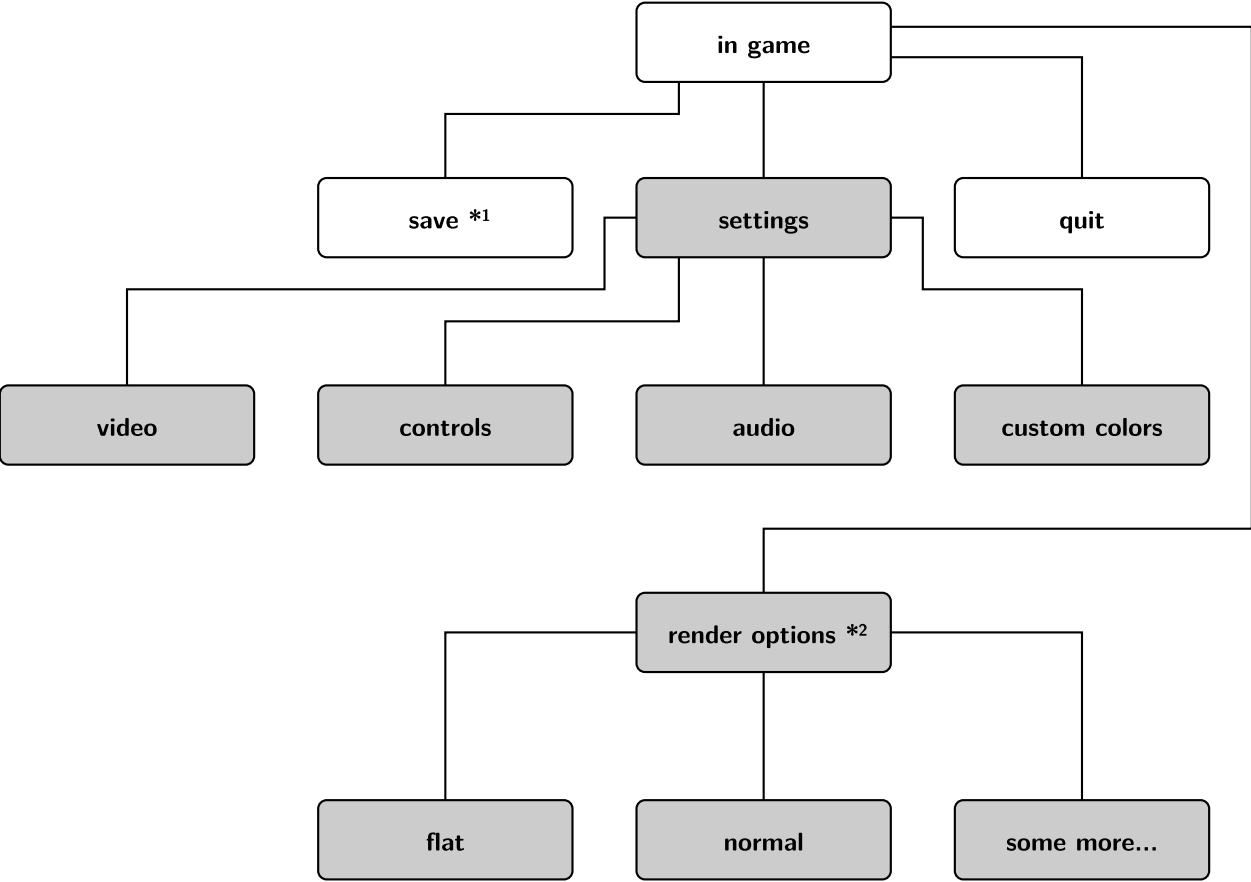 in game
save *1
settings
quit
video
controls
audio
custom colors
render options *2
flat
normal
some more...